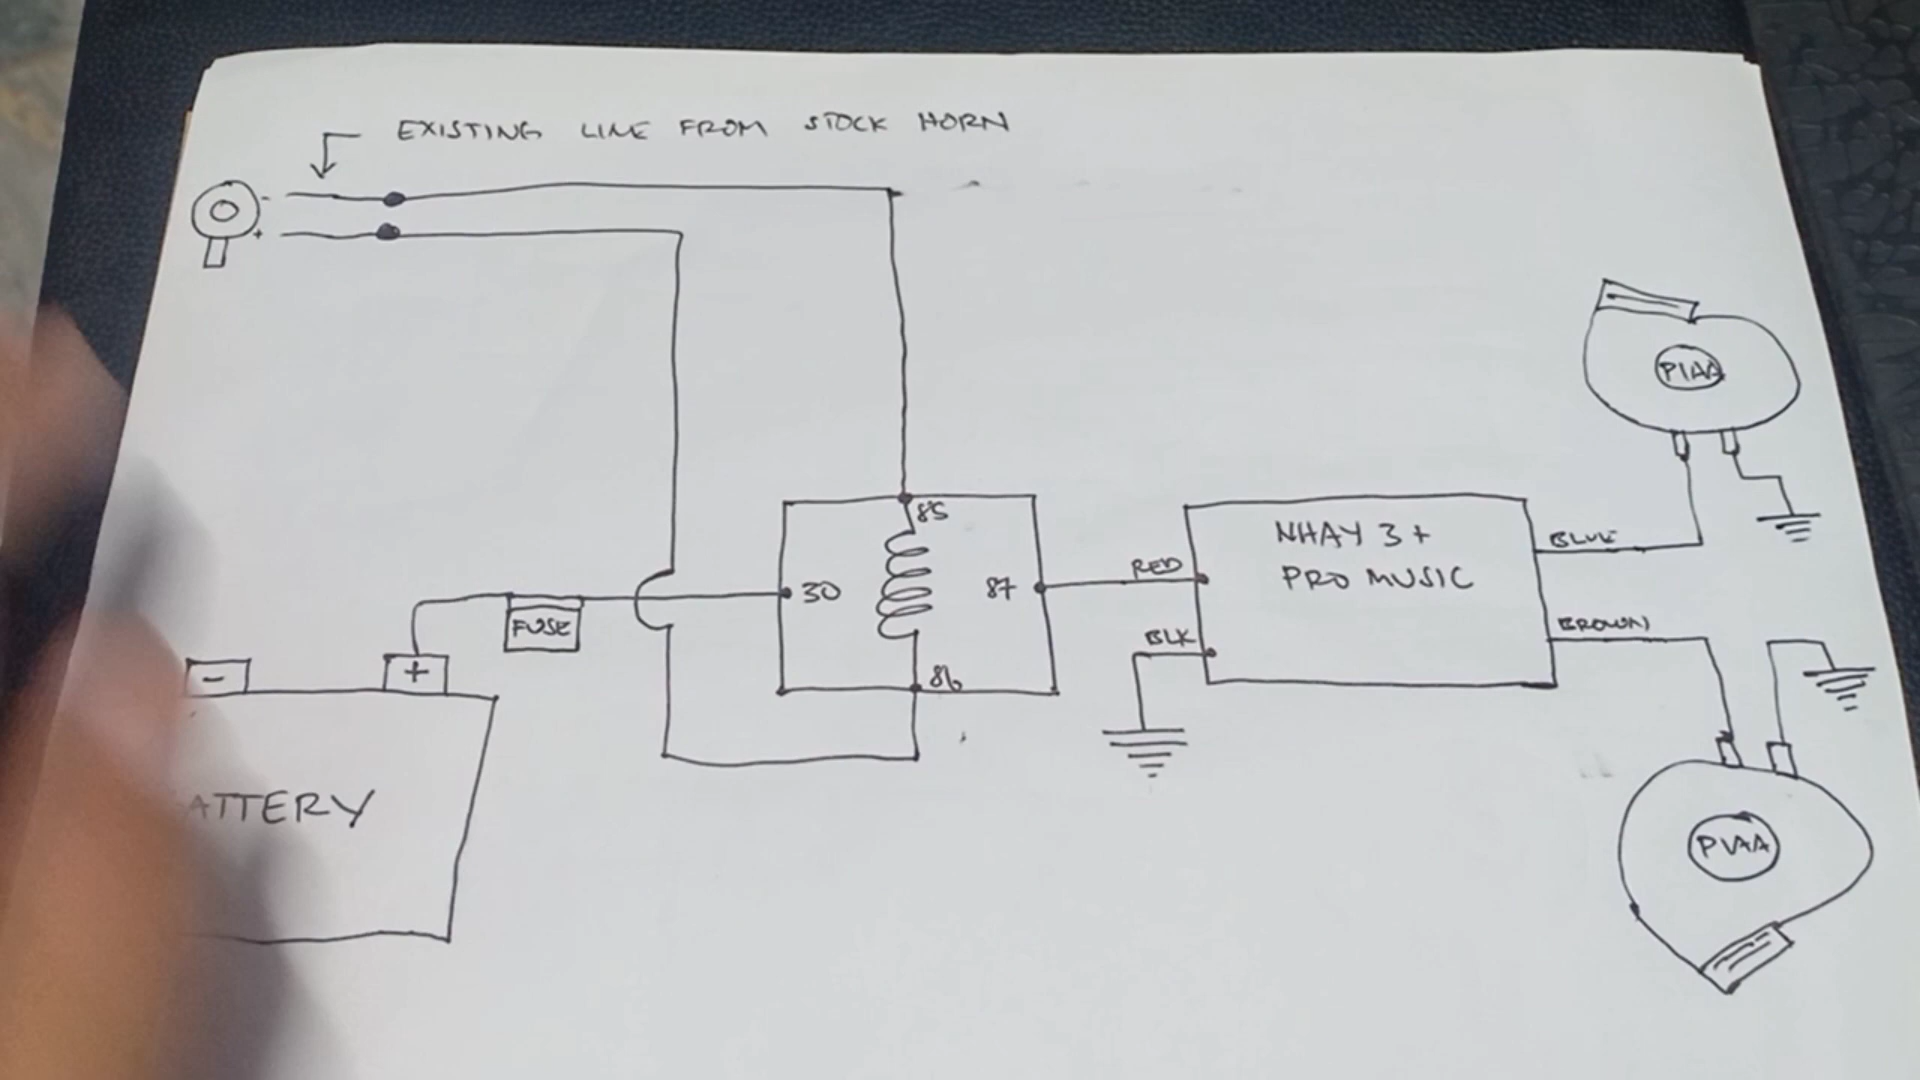 EXISTING LINE FROM STOCK HORN
-
+
PIAA
85
NHAY 3+
PRO MUSIC
BLUE
RED
30
87
FUSE
BROWN
BLK
- +
86
ATTERY
PIAA